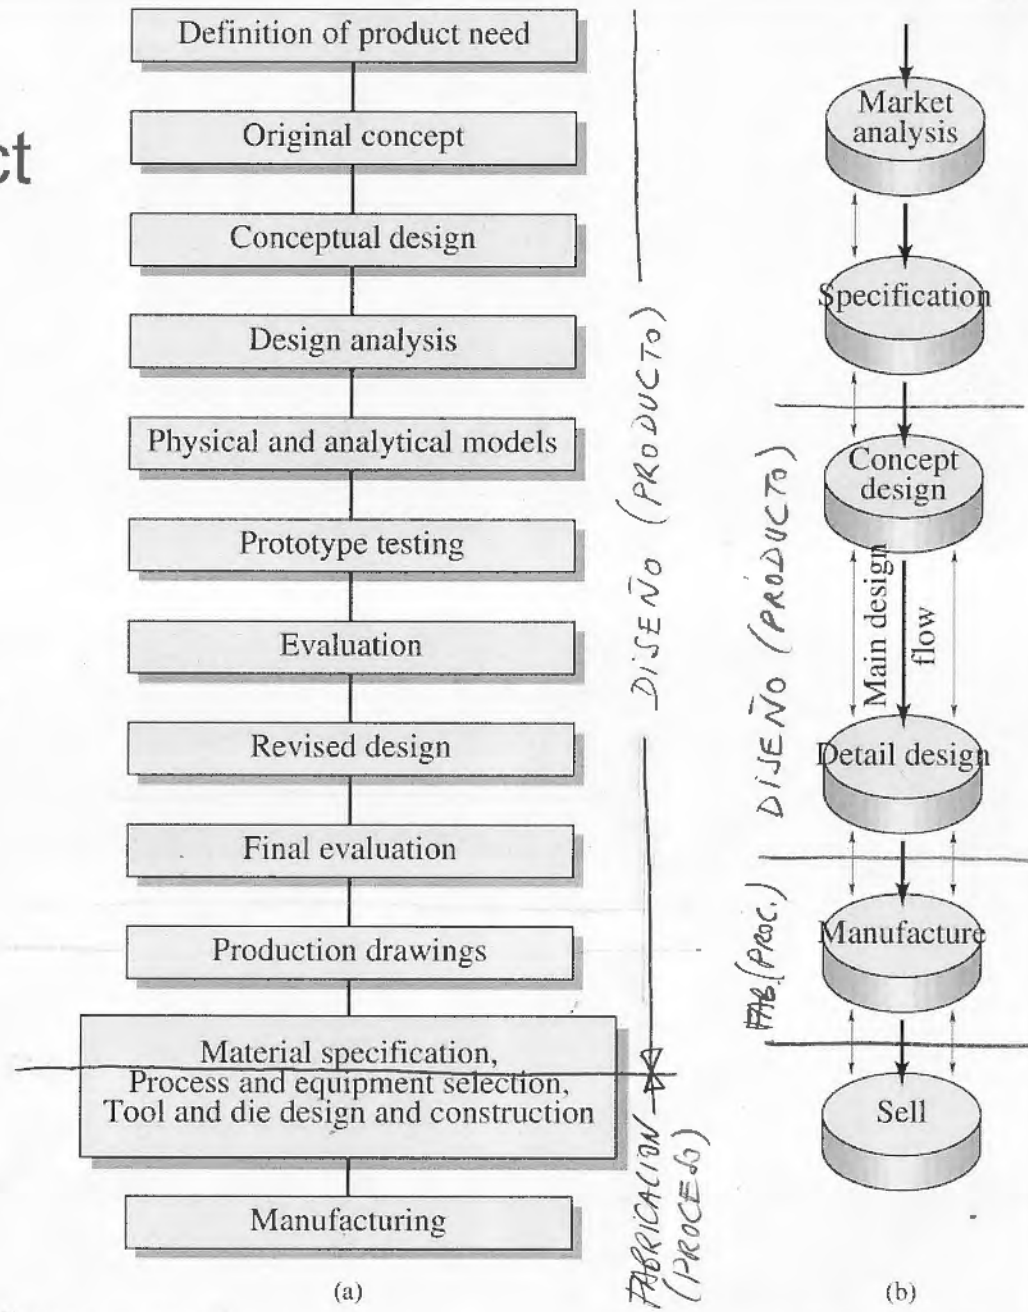 ct
Definition of product need
Original concept
Conceptual design
Design analysis
Physical and analytical models
Prototype testing
Evaluation
Revised design
Final evaluation
Production drawings
Material specification,
Process and equipment selection,
Tool and die design and construction
Manufacturing
(a)
DISEÑO (PRODUCTO)
FABRICACION
(PROCESO)
Market
analysis
Specification
Concept
design
Main design
flow
Detail design
Manufacture
Sell
(b)
DISEÑO (PRODUCTO)
FAB. (PROC.)